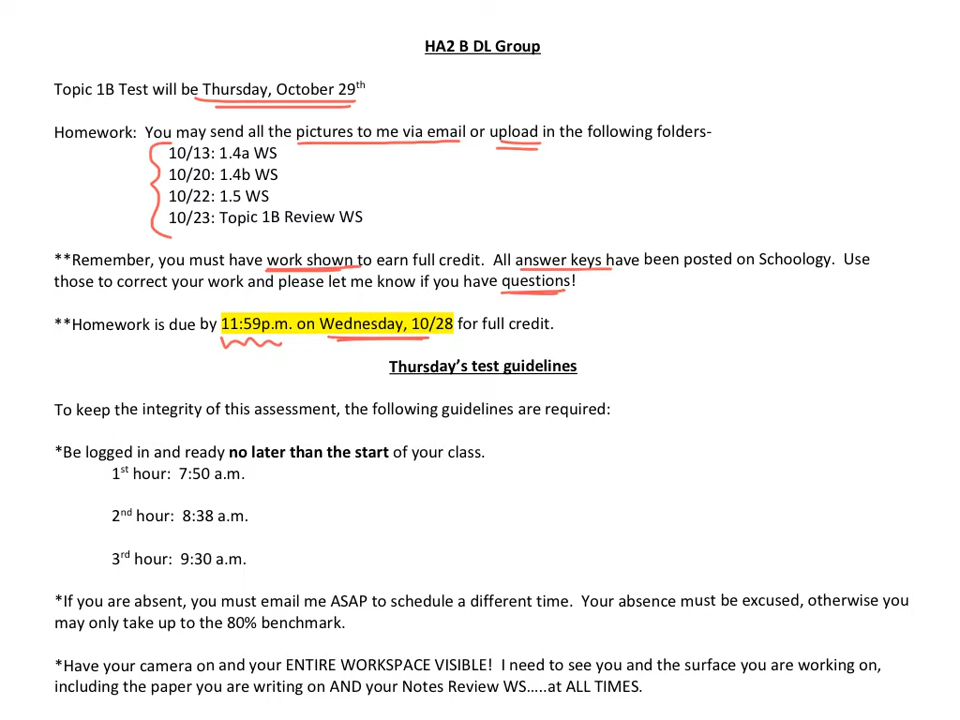 HA2 B DL Group
Topic 1B Test will be Thursday, October 29th
Homework: You may send all the pictures to me via email or upload in the following folders-
10/13: 1.4a WS
10/20: 1.4b WS
10/22: 1.5 WS
10/23: Topic 1B Review WS
**Remember, you must have work shown to earn full credit. All answer keys have been posted on Schoology. Use
those to correct your work and please let me know if you have questions!
**Homework is due by 11:59p.m. on Wednesday, 10/28 for full credit.
Thursday's test guidelines
To keep the integrity of this assessment, the following guidelines are required:
*Be logged in and ready no later than the start of your class.
1st hour: 7:50 a.m.
2nd hour: 8:38 a.m.
3rd hour: 9:30 a.m.
*If you are absent, you must email me ASAP to schedule a different time. Your absence must be excused, otherwise you
may only take up to the 80% benchmark.
*Have your camera on and your ENTIRE WORKSPACE VISIBLE! I need to see you and the surface you are working on,
including the paper you are writing on AND your Notes Review WS.....at ALL TIMES.